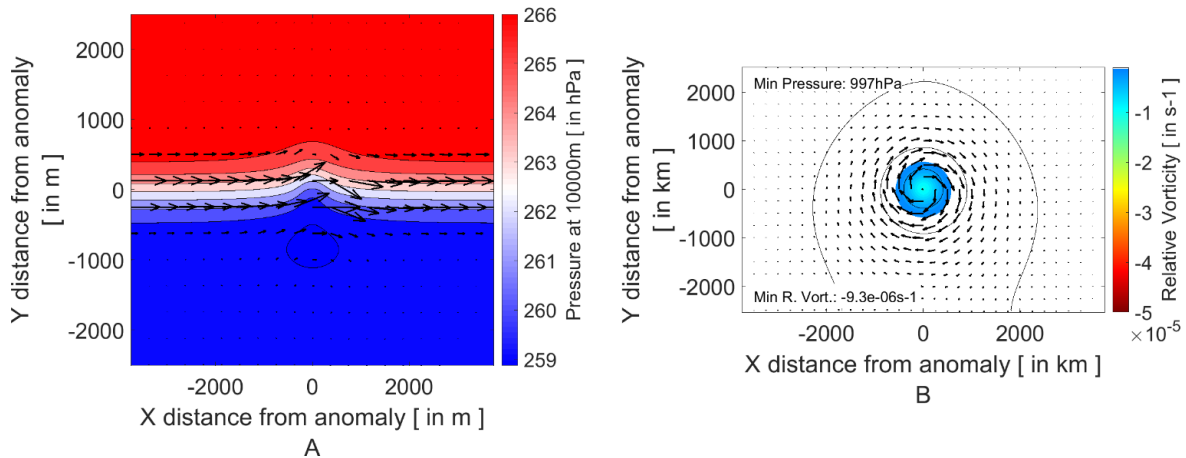 2000
1000
0
-1000
-2000
Y distance from anomaly
[ in m ]
-2000
0
2000
X distance from anomaly [ in m ]
A
266
265
264
263
262
261
260
259
Pressure at 10000m [ in hPa ]
Min Pressure: 997hPa
Min R. Vort.: -9.3e-06s-1
2000
1000
0
-1000
-2000
Y distance from anomaly
[ in km ]
-2000
0
2000
X distance from anomaly [ in km ]
B
-1
-2
-3
-4
-5
×10⁻⁵
Relative Vorticity [ in s-1 ]